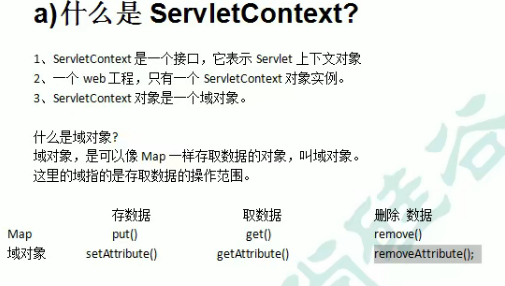 a)什么是 ServletContext?
1、ServletContext 是一个接口，它表示 Servlet 上下文对象
2、一个 web 工程，只有一个 ServletContext 对象实例。
3、ServletContext 对象是一个域对象。
什么是域对象?
域对象，是可以像 Map 一样存取数据的对象，叫域对象。
这里的域指的是存取数据的操作范围。
存数据 取数据 删除 数据
Map put() get() remove()
域对象 setAttribute() getAttribute() removeAttribute();
尚硅谷